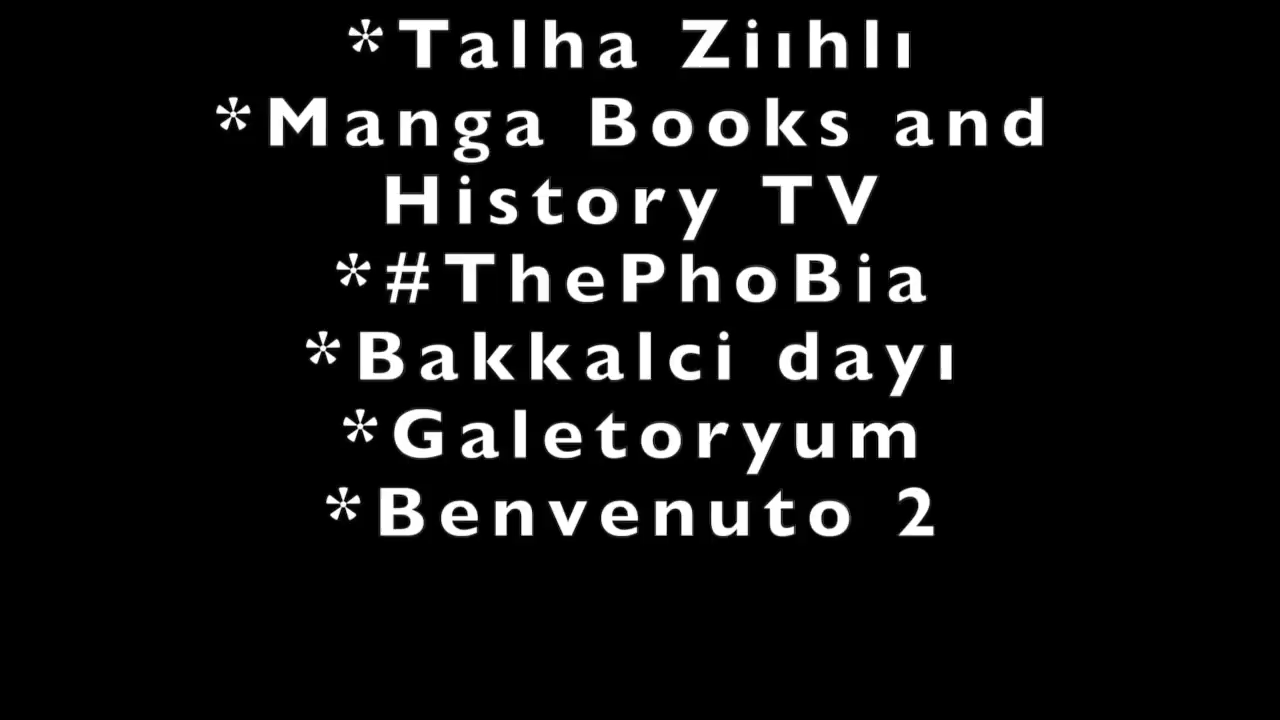 *Talha Ziıhlı
*Manga Books and
History TV
*#ThePhoBia
*Bakkalci dayı
*Galetoryum
*Benvenuto 2